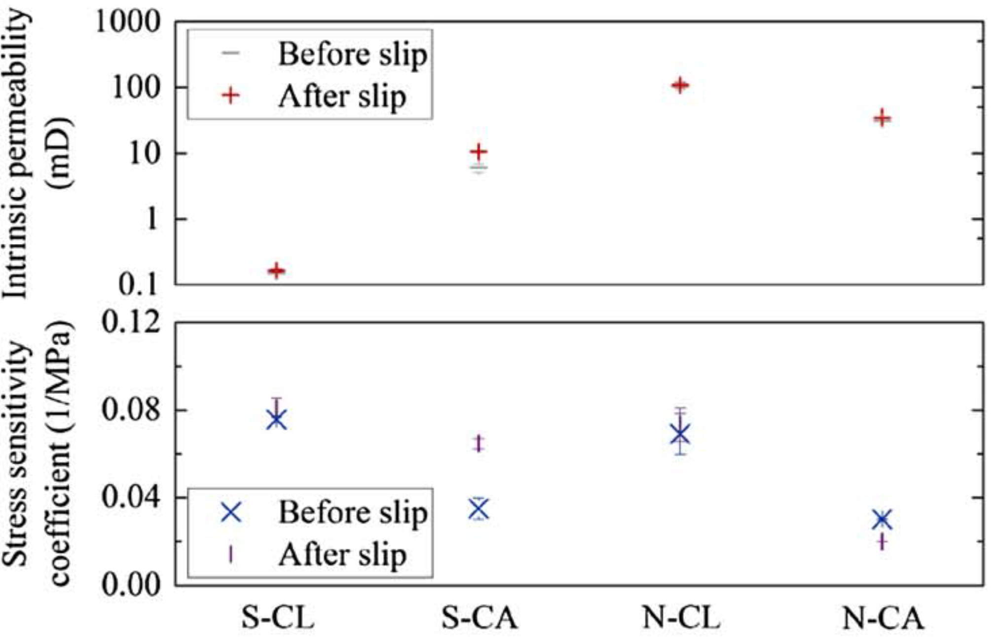 Intrinsic permeability
(mD)
1000
100
10
1
0.1
Before slip
After slip
Stress sensitivity
coefficient (1/MPa)
0.12
0.08
0.04
0.00
Before slip
After slip
S-CL
S-CA
N-CL
N-CA